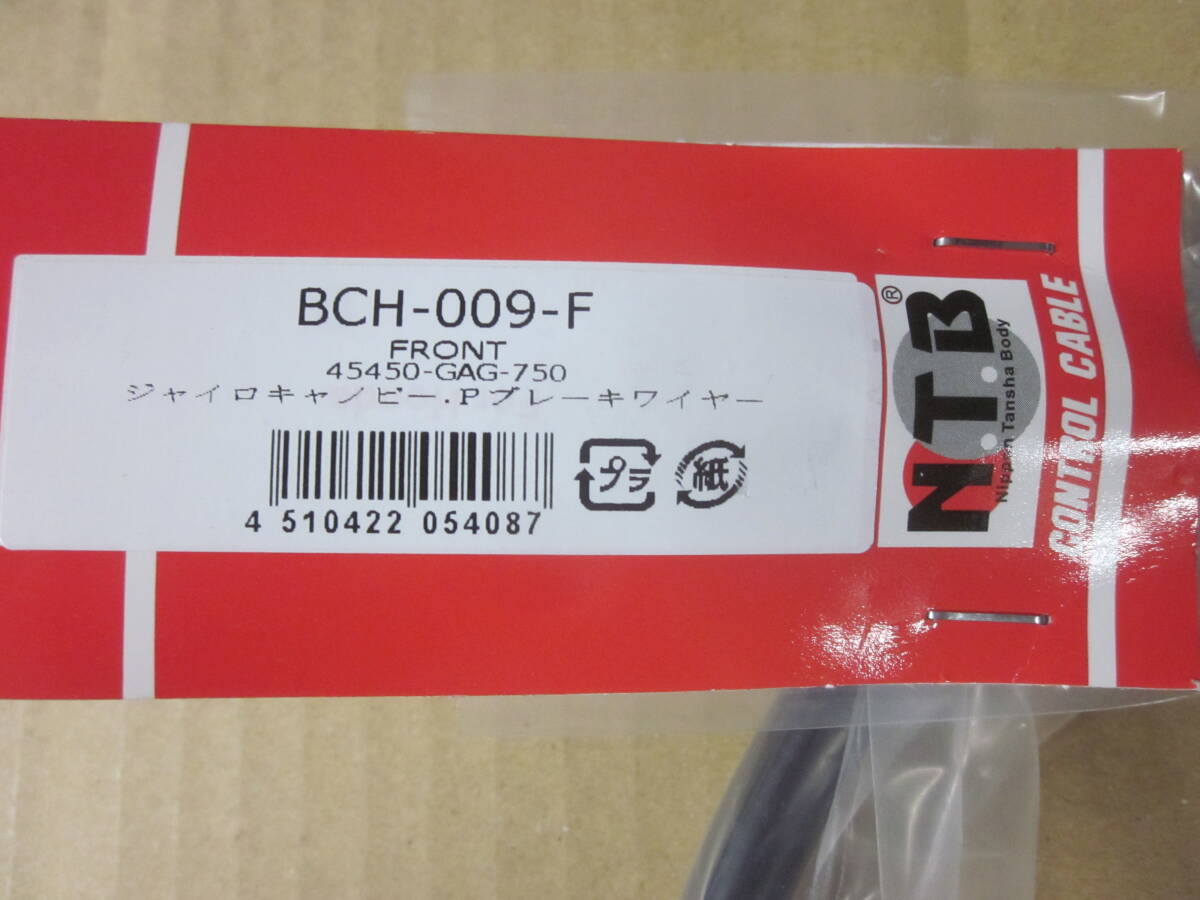 BCH-009-F
FRONT
45450-GAG-750
ジャイロキャノピー.Pブレーキワイヤー
4 510422 054087
プラ
紙
N.T.B
®
Nippon Tansha Body
CONTROL CABLE